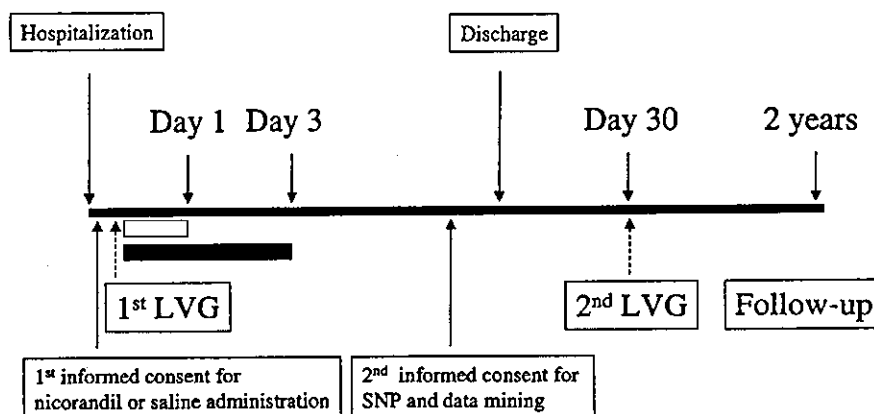 Hospitalization
Discharge
Day 1
Day 3
Day 30
2 years
1st LVG
2nd LVG
Follow-up
1st informed consent for
nicorandil or saline administration
2nd informed consent for
SNP and data mining